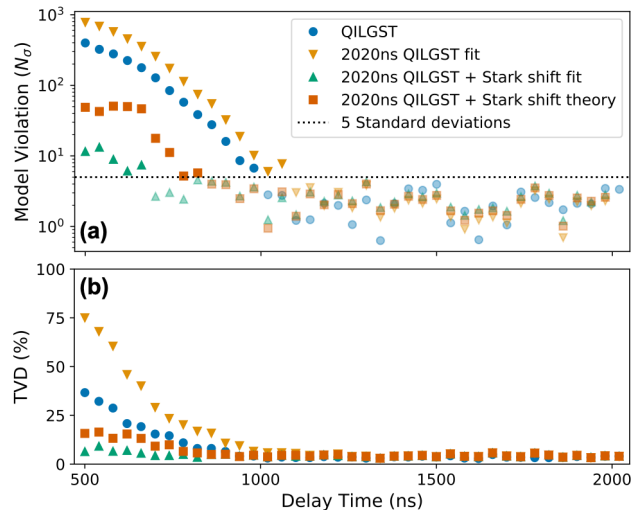 Model Violation (Nσ)
10³
10²
10¹
10⁰
QILGST
2020ns QILGST fit
2020ns QILGST + Stark shift fit
2020ns QILGST + Stark shift theory
5 Standard deviations
(a)
TVD (%)
100
75
50
25
0
(b)
500
1000
1500
2000
Delay Time (ns)